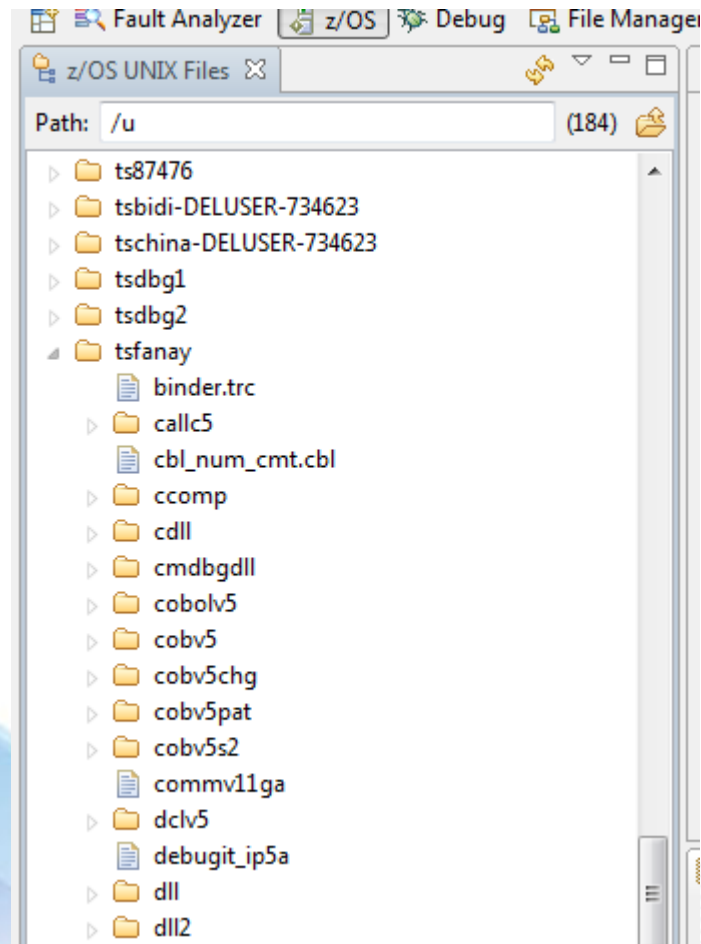 Fault Analyzer z/OS Debug File Manager
z/OS UNIX Files
Path: /u (184)
ts87476
tsbidi-DELUSER-734623
tschina-DELUSER-734623
tsdbg1
tsdbg2
tsfanay
binder.trc
callc5
cbl_num_cmt.cbl
ccomp
cdll
cmdbgdll
cobolv5
cobv5
cobv5chg
cobv5pat
cobv5s2
commv11ga
dclv5
debugit_ip5a
dll
dll2